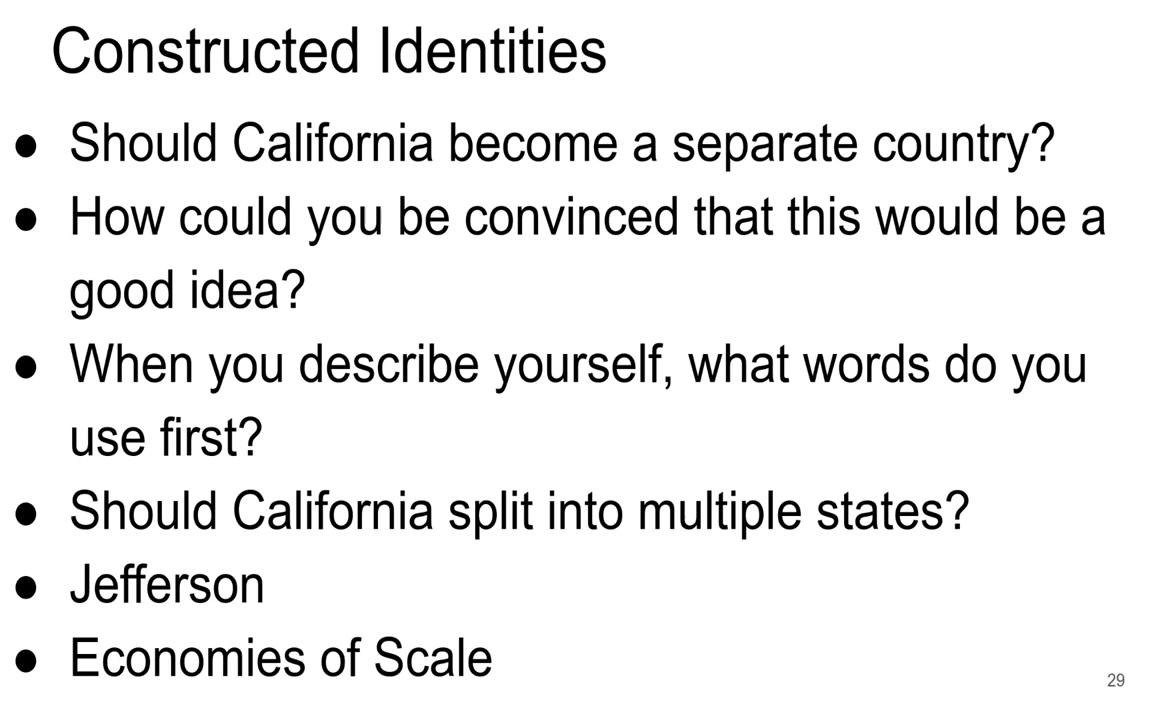 Constructed Identities
● Should California become a separate country?
● How could you be convinced that this would be a
good idea?
● When you describe yourself, what words do you
use first?
● Should California split into multiple states?
● Jefferson
● Economies of Scale
29